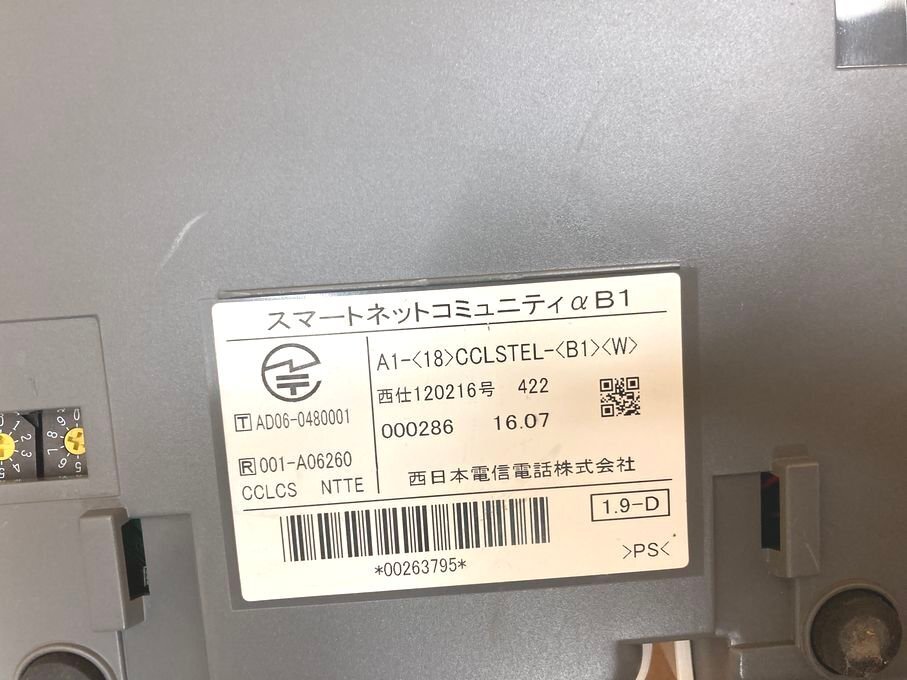 スマートネットコミュニティαB1
A1-<18>CCLSTEL-<B1><W>
西仕120216号 422
000286 16.07
西日本電信電話株式会社
T AD06-0480001
R 001-A06260
CCLCS NTTE
*00263795*
1.9-D
>PS<